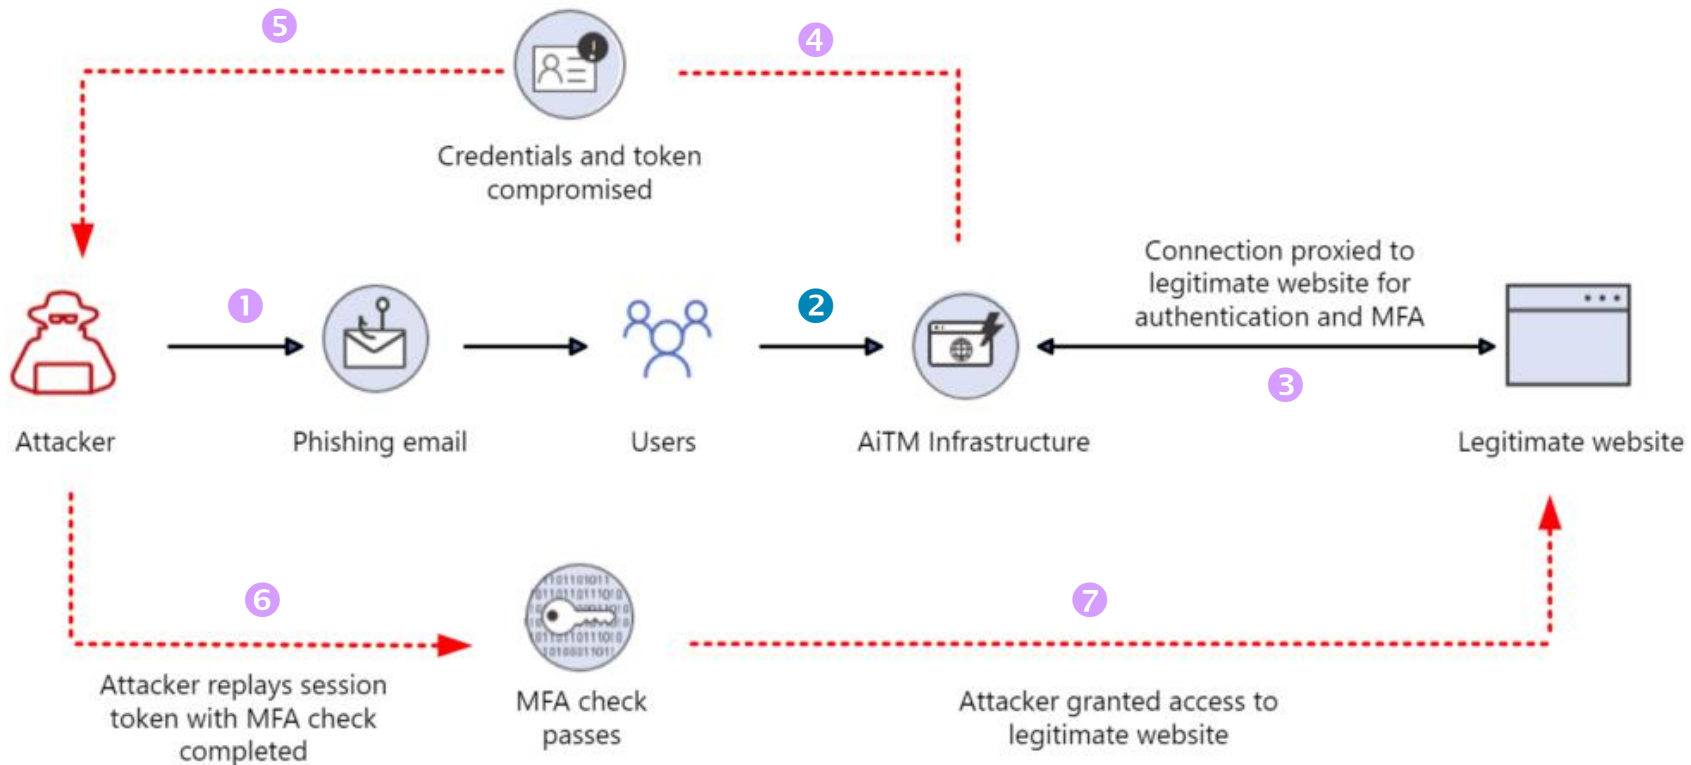 5
4
!
Credentials and token
compromised
Connection proxied to
legitimate website for
authentication and MFA
1
2
3
Attacker
Phishing email
Users
AiTM Infrastructure
Legitimate website
6
7
Attacker replays session
token with MFA check
completed
MFA check
passes
Attacker granted access to
legitimate website